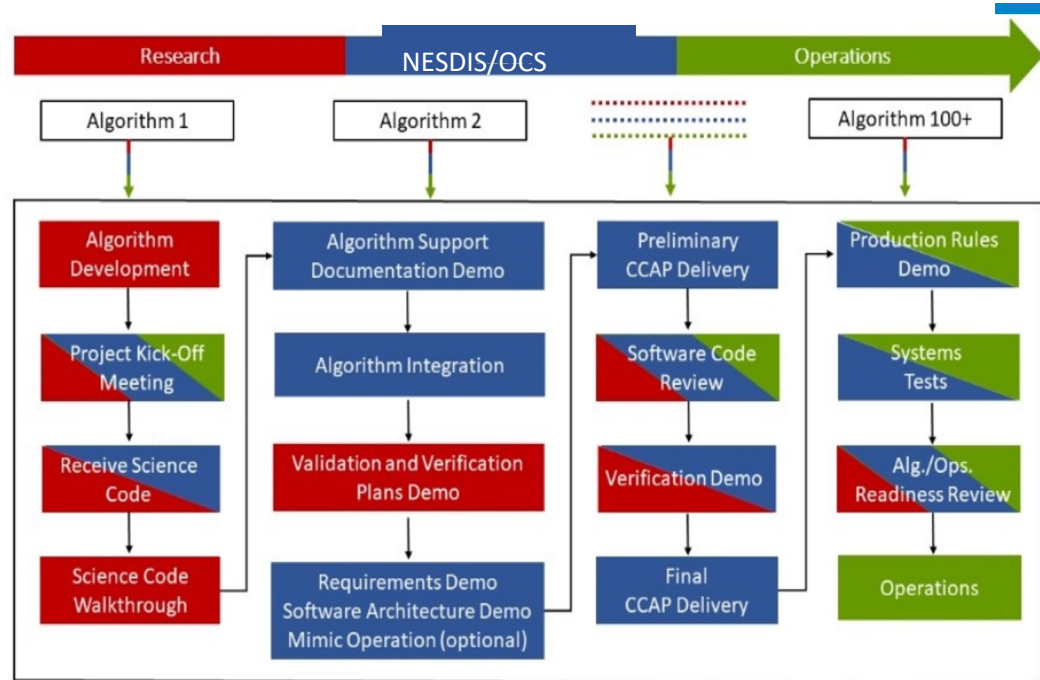 Research
NESDIS/OCS
Operations
Algorithm 1
Algorithm 2
Algorithm 100+
Algorithm
Development
Project Kick-Off
Meeting
Receive Science
Code
Science Code
Walkthrough
Algorithm Support
Documentation Demo
Algorithm Integration
Validation and Verification
Plans Demo
Requirements Demo
Software Architecture Demo
Mimic Operation (optional)
Preliminary
CCAP Delivery
Software Code
Review
Verification Demo
Final
CCAP Delivery
Production Rules
Demo
Systems
Tests
Alg./Ops.
Readiness Review
Operations